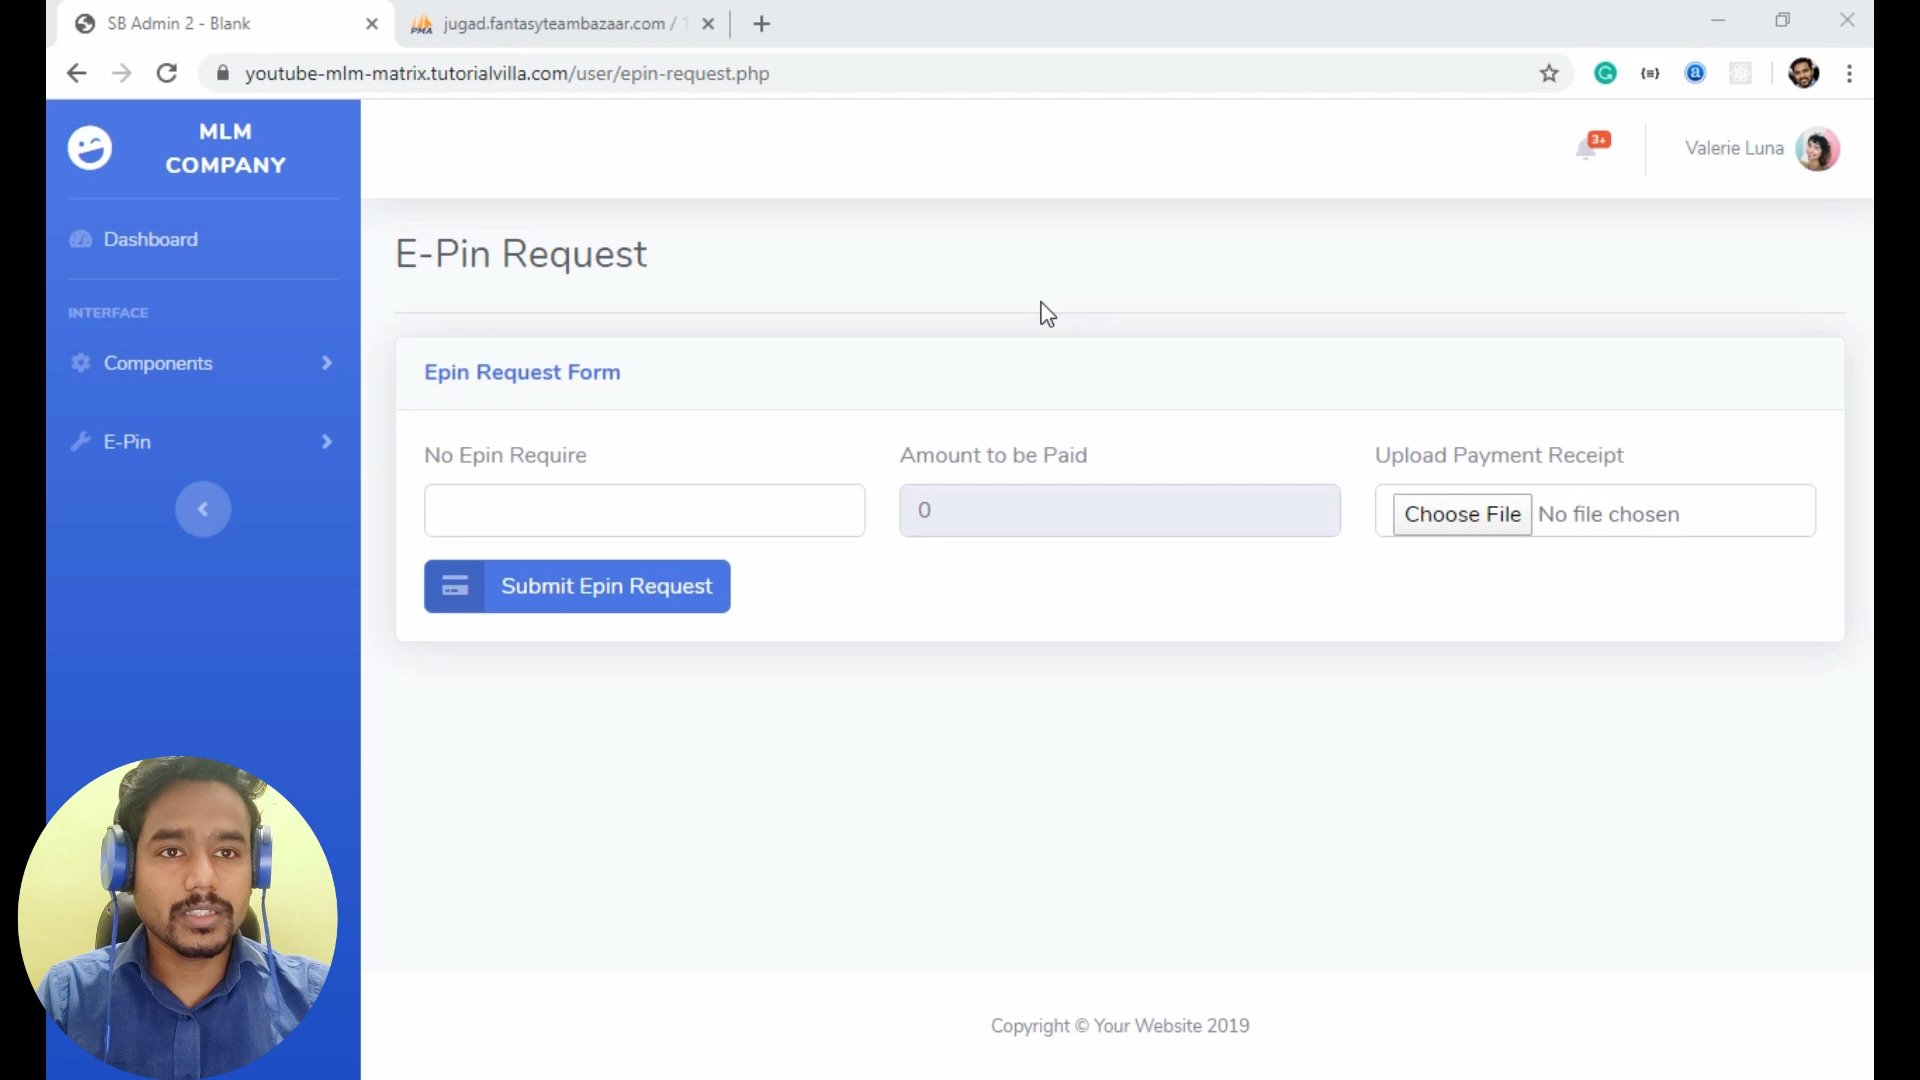 SB Admin 2 - Blank
PMA
jugad.fantasyteambazaar.com /
youtube-mlm-matrix.tutorialvilla.com/user/epin-request.php
MLM
COMPANY
3+
Valerie Luna
Dashboard
E-Pin Request
INTERFACE
Components
Epin Request Form
E-Pin
No Epin Require
Amount to be Paid
Upload Payment Receipt
0
Choose File
No file chosen
Submit Epin Request
Copyright © Your Website 2019